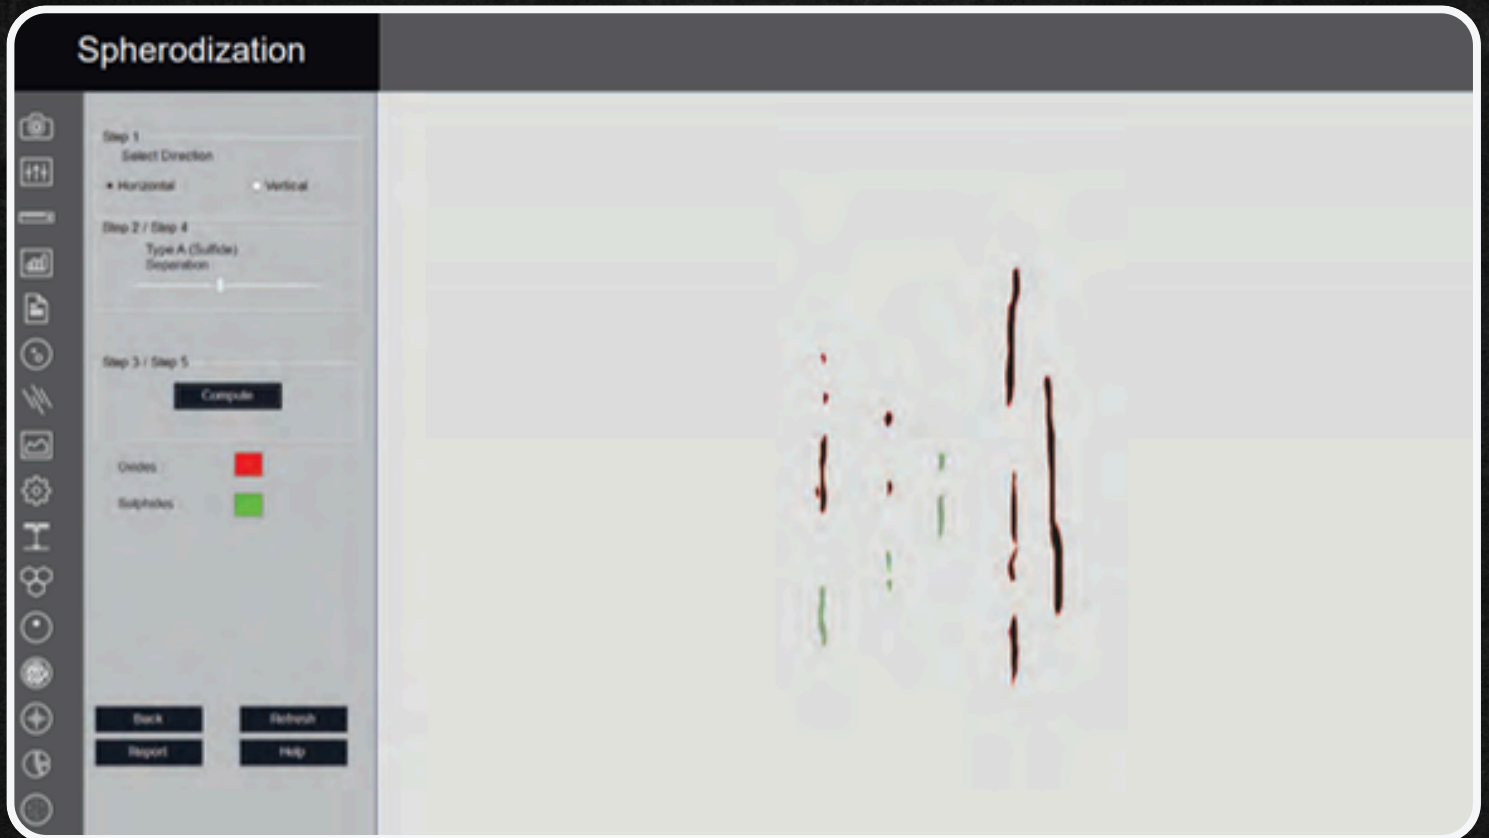 Spherodization
Step 1
Select Direction
Horizontal
Vertical
Step 2 / Step 4
Type A (Sulfide)
Separation
Step 3 / Step 5
Compute
Oxides
Sulphides
Back
Refresh
Report
Help